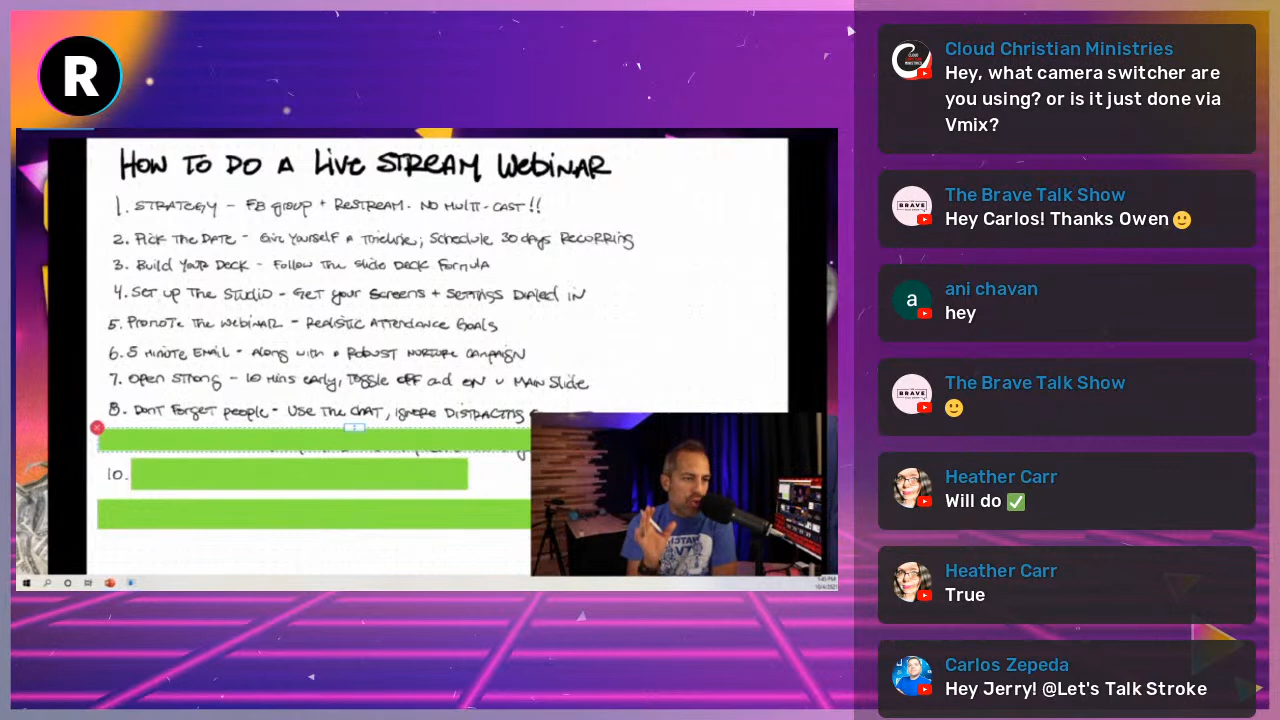 R
HOW TO DO A LIVE STREAM WEBINAR
1. STRATEGY - FB group + RESTREAM. NO MULTI-CAST!!
2. PICK THE DATE - Give Yourself A Timeline; Schedule 30 days RECORRING
3. Build Your Deck - Follow The Slide Deck Formula
4. Set up The Studio - Get your Screens + Settings Dialed IN
5. Promote The Webinar - Realistic Attendance Goals
6. 5 minute Email - Along with a Robust Nurture Campaign
7. Open Strong - 10 mins early, Toggle OFF and ON w MAIN Slide
8. Dont Forget people - Use The chat, ignore DISTRACTING
10.
Cloud Christian Ministries
Hey, what camera switcher are
you using? or is it just done via
Vmix?
The Brave Talk Show
Hey Carlos! Thanks Owen 🙂
ani chavan
hey
The Brave Talk Show
🙂
Heather Carr
Will do ✅
Heather Carr
True
Carlos Zepeda
Hey Jerry! @Let's Talk Stroke